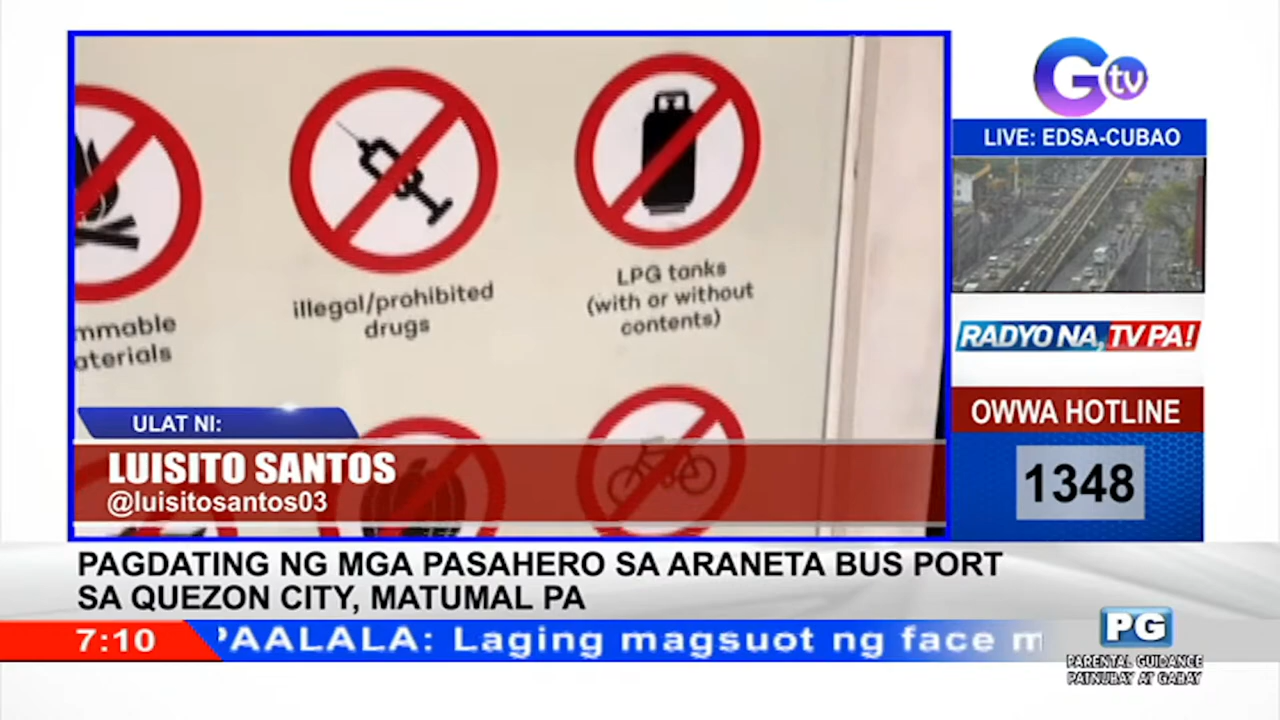 G tv
LIVE: EDSA-CUBAO
illegal/prohibited
drugs
LPG tanks
(with or without
contents)
mmable
aterials
RADYO NA, TV PA!
OWWA HOTLINE
1348
ULAT NI:
LUISITO SANTOS
@luisitosantos03
PAGDATING NG MGA PASAHERO SA ARANETA BUS PORT
SA QUEZON CITY, MATUMAL PA
7:10
PAALALA: Laging magsuot ng face m
PG
PARENTAL GUIDANCE
PATNUBAY AT GABAY